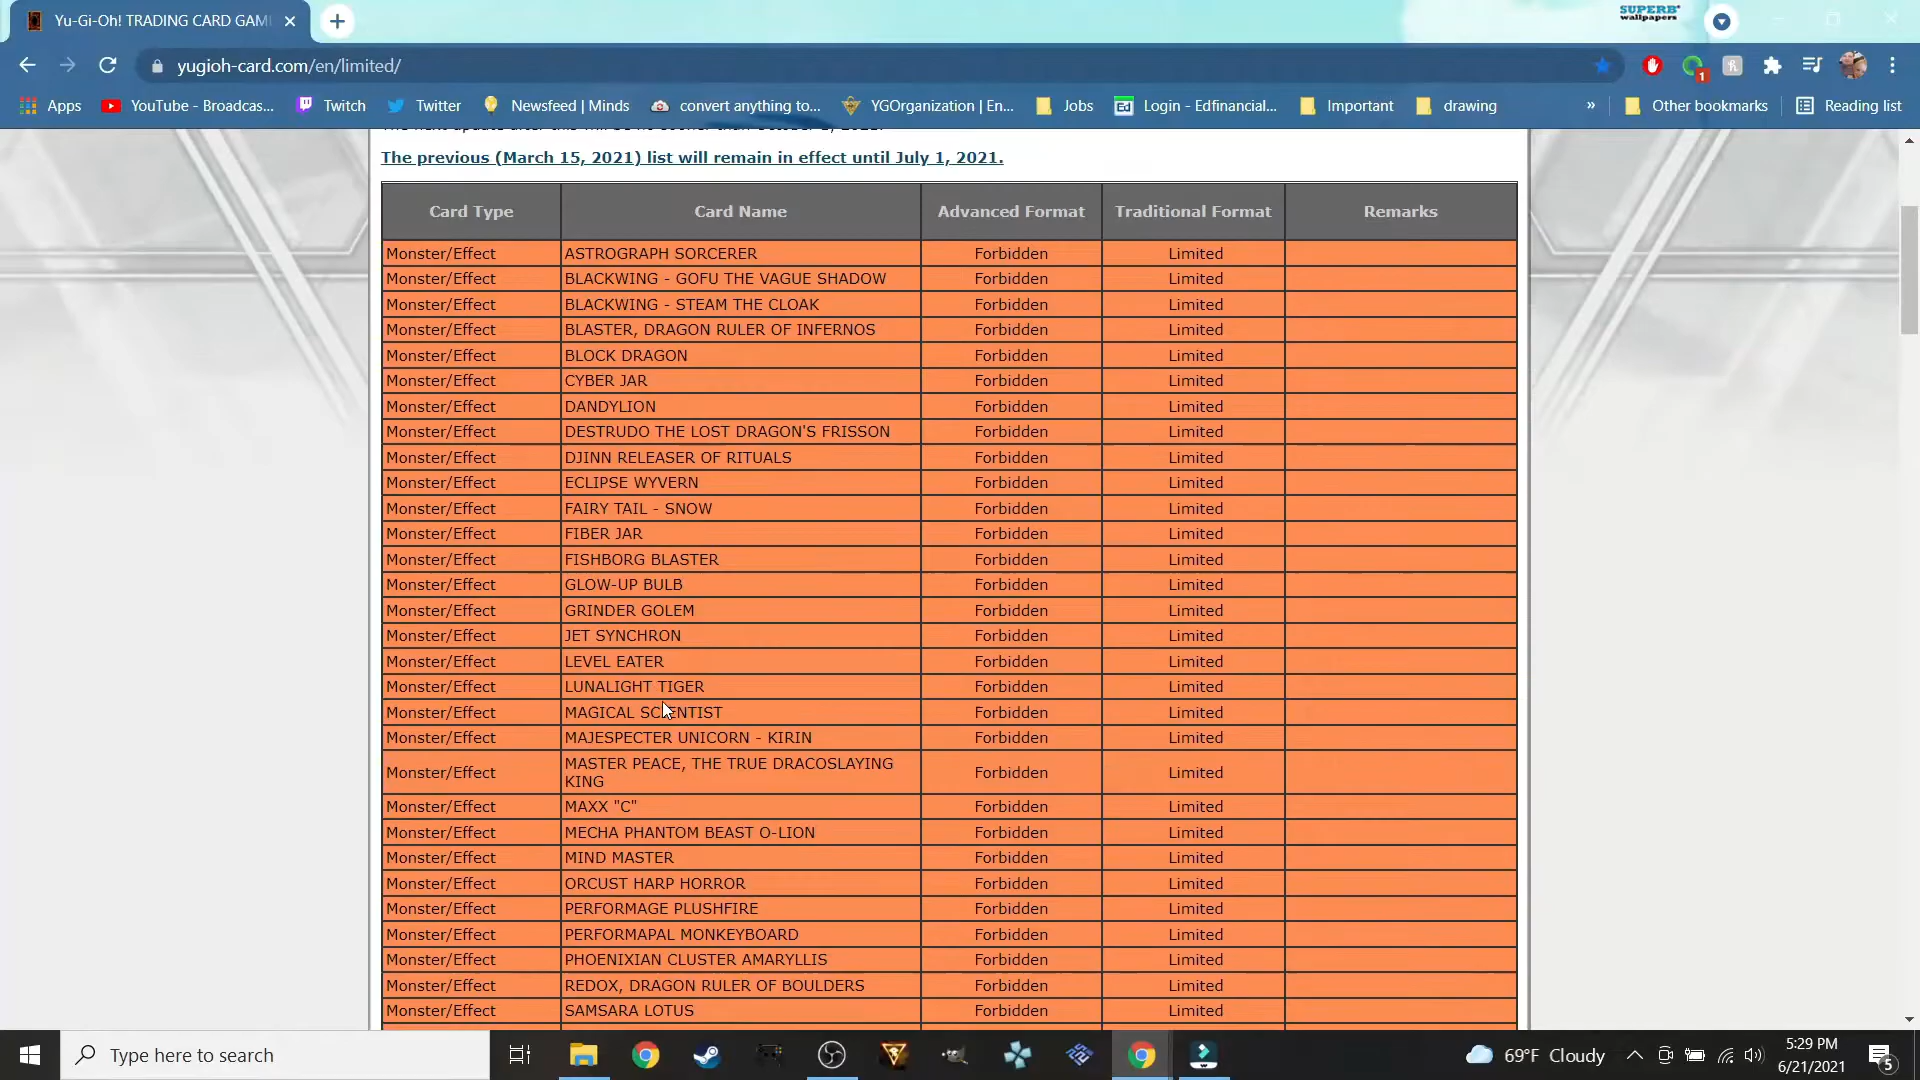 Yu-Gi-Oh! TRADING CARD GAM
SUPERB
wallpapers
yugioh-card.com/en/limited/
1
Apps YouTube - Broadcas... Twitch Twitter Newsfeed | Minds convert anything to... YGOrganization | En... Jobs Ed Login - Edfinancial... Important drawing » Other bookmarks Reading list
The previous (March 15, 2021) list will remain in effect until July 1, 2021.
Card Type Card Name Advanced Format Traditional Format Remarks
Monster/Effect ASTROGRAPH SORCERER Forbidden Limited
Monster/Effect BLACKWING - GOFU THE VAGUE SHADOW Forbidden Limited
Monster/Effect BLACKWING - STEAM THE CLOAK Forbidden Limited
Monster/Effect BLASTER, DRAGON RULER OF INFERNOS Forbidden Limited
Monster/Effect BLOCK DRAGON Forbidden Limited
Monster/Effect CYBER JAR Forbidden Limited
Monster/Effect DANDYLION Forbidden Limited
Monster/Effect DESTRUDO THE LOST DRAGON'S FRISSON Forbidden Limited
Monster/Effect DJINN RELEASER OF RITUALS Forbidden Limited
Monster/Effect ECLIPSE WYVERN Forbidden Limited
Monster/Effect FAIRY TAIL - SNOW Forbidden Limited
Monster/Effect FIBER JAR Forbidden Limited
Monster/Effect FISHBORG BLASTER Forbidden Limited
Monster/Effect GLOW-UP BULB Forbidden Limited
Monster/Effect GRINDER GOLEM Forbidden Limited
Monster/Effect JET SYNCHRON Forbidden Limited
Monster/Effect LEVEL EATER Forbidden Limited
Monster/Effect LUNALIGHT TIGER Forbidden Limited
Monster/Effect MAGICAL SCIENTIST Forbidden Limited
Monster/Effect MAJESPECTER UNICORN - KIRIN Forbidden Limited
Monster/Effect MASTER PEACE, THE TRUE DRACOSLAYING
KING Forbidden Limited
Monster/Effect MAXX "C" Forbidden Limited
Monster/Effect MECHA PHANTOM BEAST O-LION Forbidden Limited
Monster/Effect MIND MASTER Forbidden Limited
Monster/Effect ORCUST HARP HORROR Forbidden Limited
Monster/Effect PERFORMAGE PLUSHFIRE Forbidden Limited
Monster/Effect PERFORMAPAL MONKEYBOARD Forbidden Limited
Monster/Effect PHOENIXIAN CLUSTER AMARYLLIS Forbidden Limited
Monster/Effect REDOX, DRAGON RULER OF BOULDERS Forbidden Limited
Monster/Effect SAMSARA LOTUS Forbidden Limited
Type here to search
69°F Cloudy
5:29 PM
6/21/2021
5